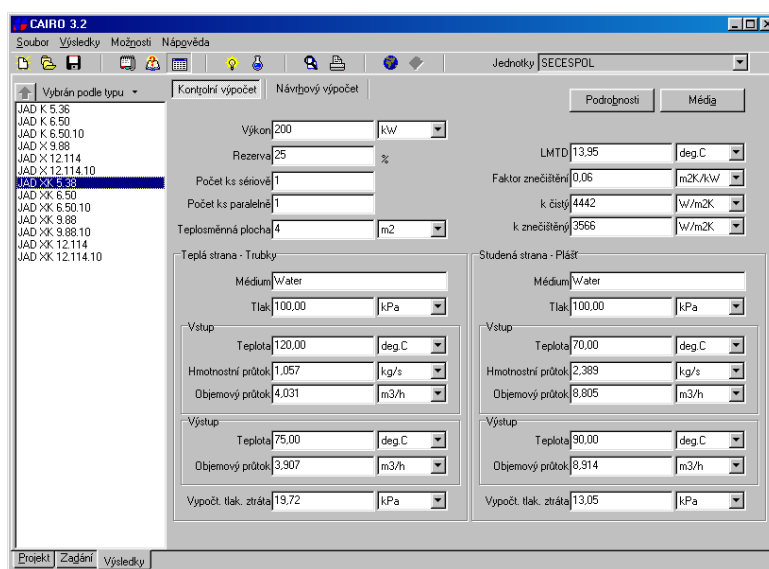 CAIRO 3.2
Soubor Výsledky Možnosti Nápověda
Jednotky SECESPOL
Vybrán podle typu
JAD K 5.36
JAD K 6.50
JAD K 6.50.10
JAD X 9.88
JAD X 12.114
JAD X 12.114.10
JAD XK 5.38
JAD XK 6.50
JAD XK 6.50.10
JAD XK 9.88
JAD XK 9.88.10
JAD XK 12.114
JAD XK 12.114.10
Kontrolní výpočet Návrhový výpočet
Podrobnosti Média
Výkon 200 kW
Rezerva 25 %
Počet ks sériově 1
Počet ks paralelně 1
Teplosměnná plocha 4 m2
LMTD 13,95 deg.C
Faktor znečištění 0,06 m2K/kW
k čistý 4442 W/m2K
k znečištěný 3566 W/m2K
Teplá strana - Trubky
Médium Water
Tlak 100,00 kPa
Vstup
Teplota 120,00 deg.C
Hmotnostní průtok 1,057 kg/s
Objemový průtok 4,031 m3/h
Výstup
Teplota 75,00 deg.C
Objemový průtok 3,907 m3/h
Vypočt. tlak. ztráta 19,72 kPa
Studená strana - Plášť
Médium Water
Tlak 100,00 kPa
Vstup
Teplota 70,00 deg.C
Hmotnostní průtok 2,389 kg/s
Objemový průtok 8,805 m3/h
Výstup
Teplota 90,00 deg.C
Objemový průtok 8,914 m3/h
Vypočt. tlak. ztráta 13,05 kPa
Projekt Zadání Výsledky